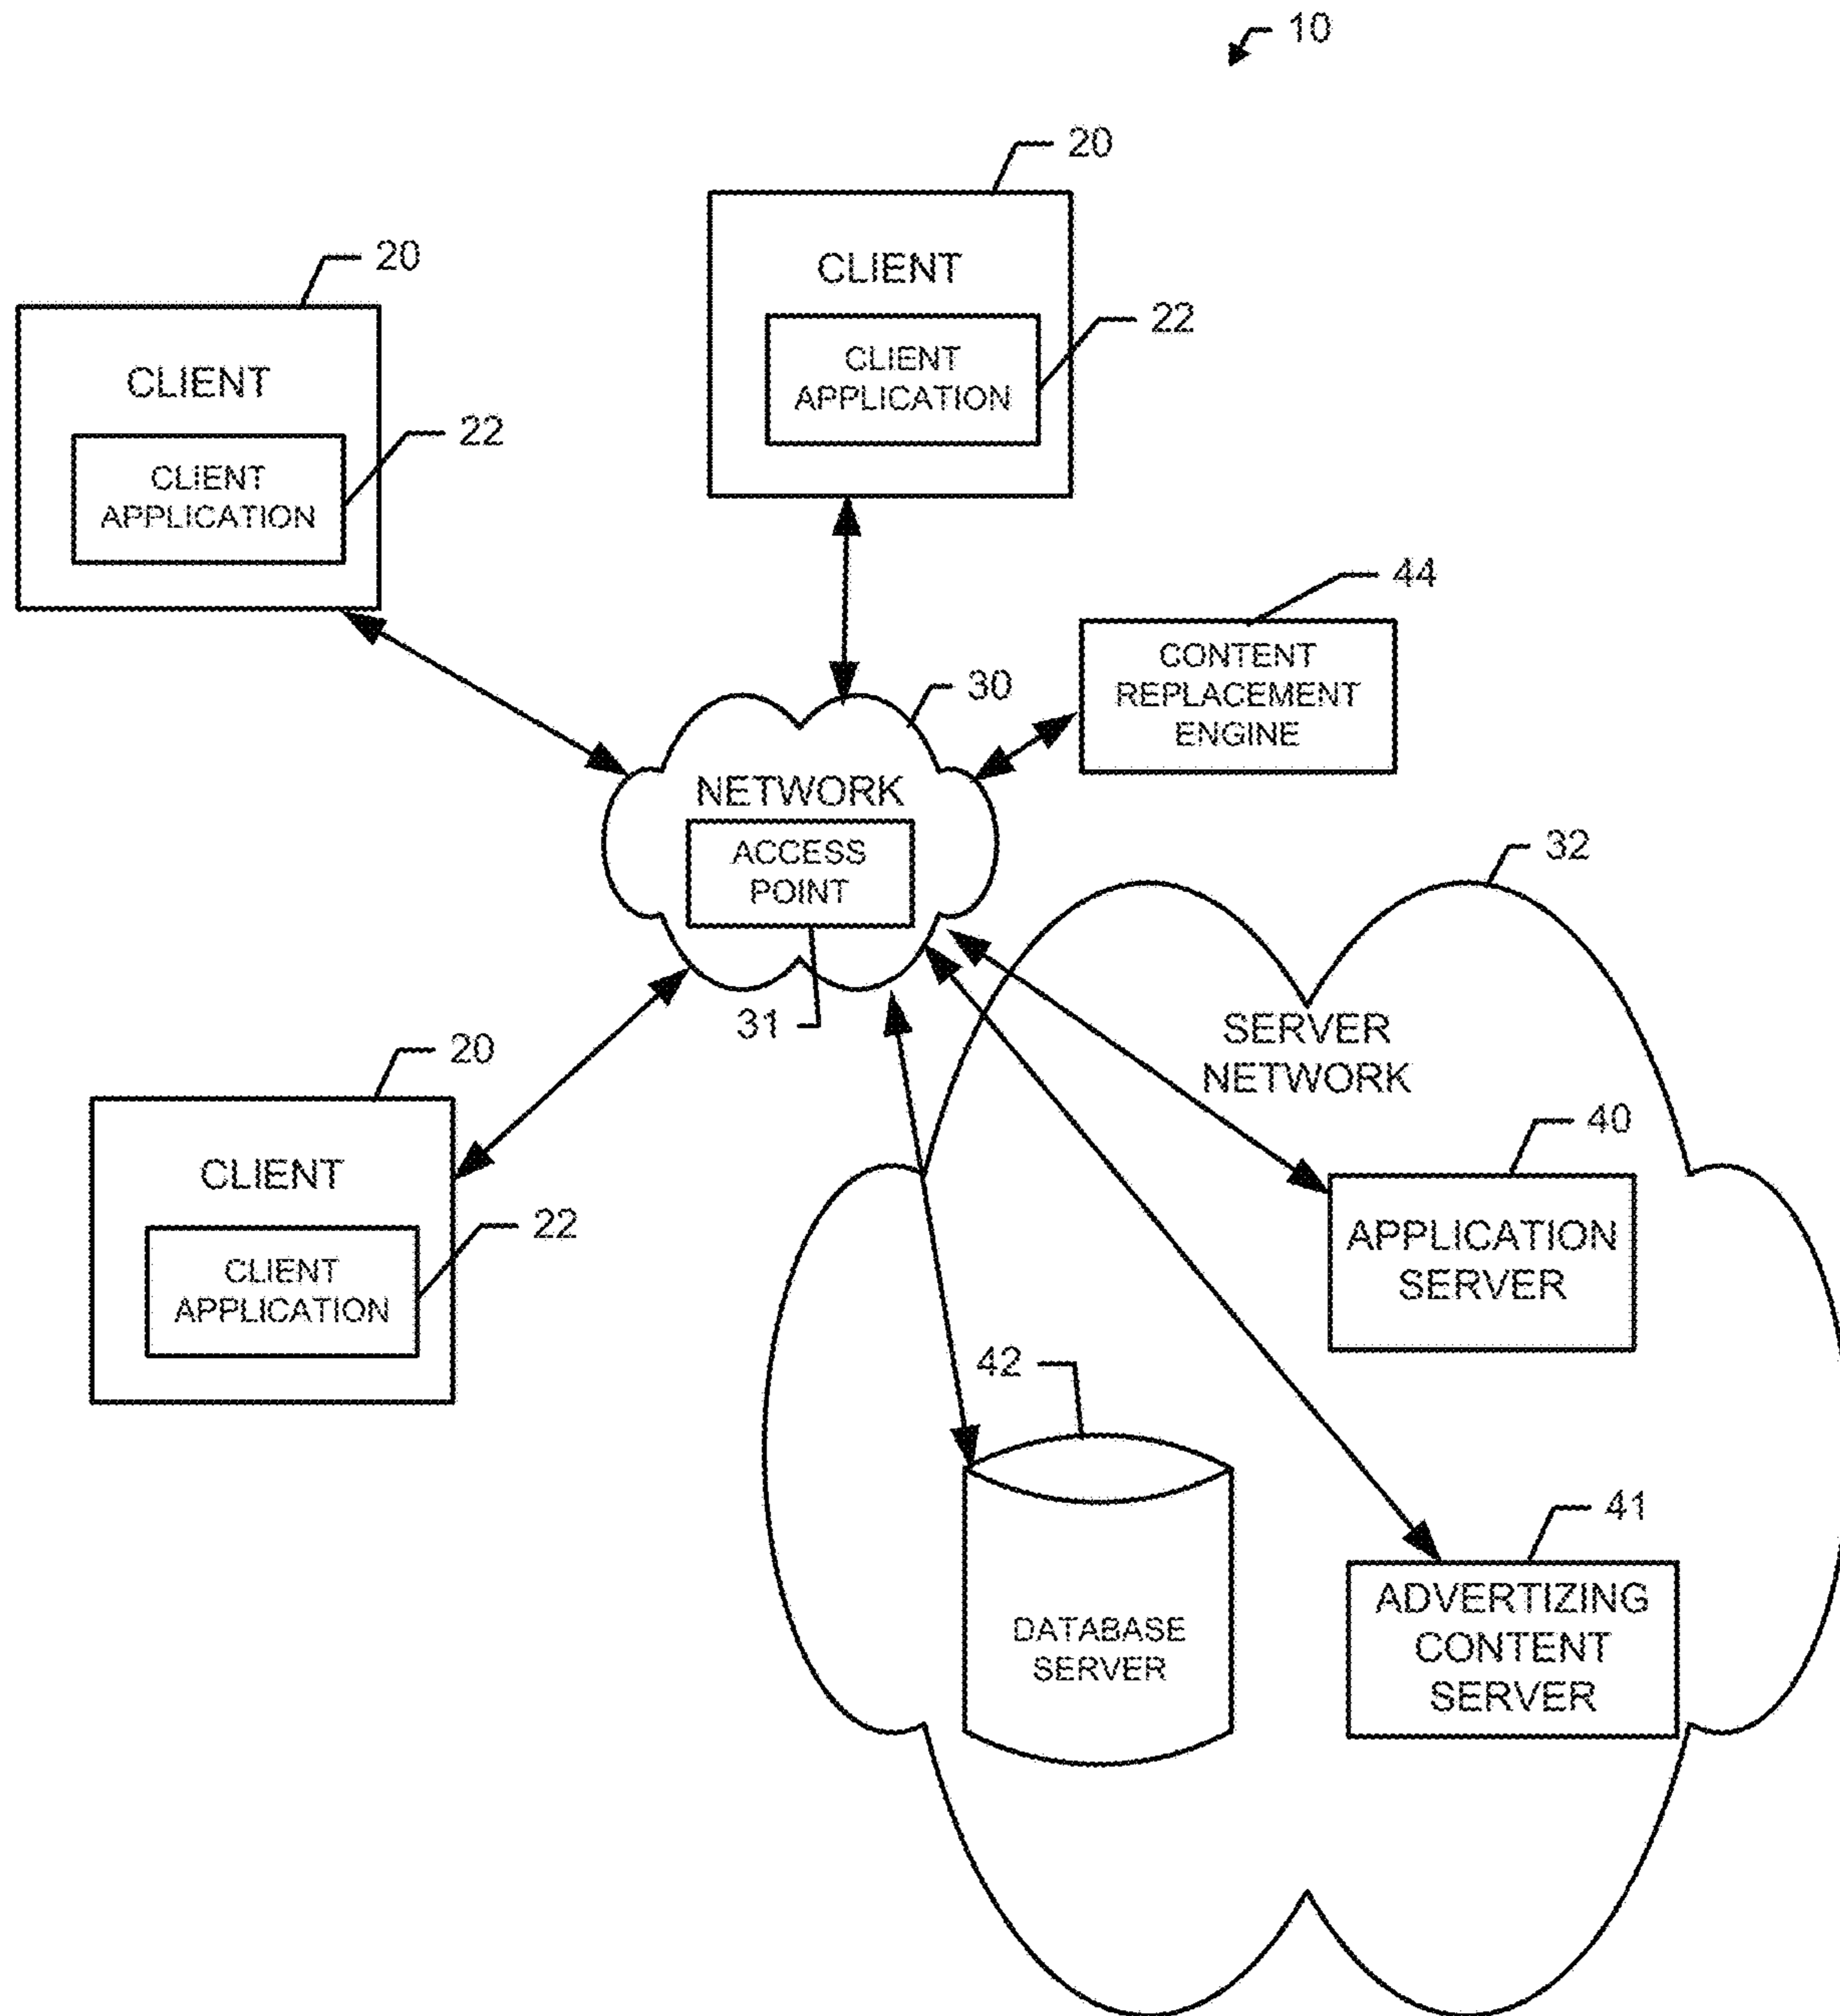 10
20
CLIENT
22
CLIENT
APPLICATION
20
CLIENT
22
CLIENT
APPLICATION
44
CONTENT
REPLACEMENT
ENGINE
30
NETWORK
ACCESS
POINT
31
32
SERVER
NETWORK
20
CLIENT
22
CLIENT
APPLICATION
40
APPLICATION
SERVER
42
DATABASE
SERVER
41
ADVERTIZING
CONTENT
SERVER